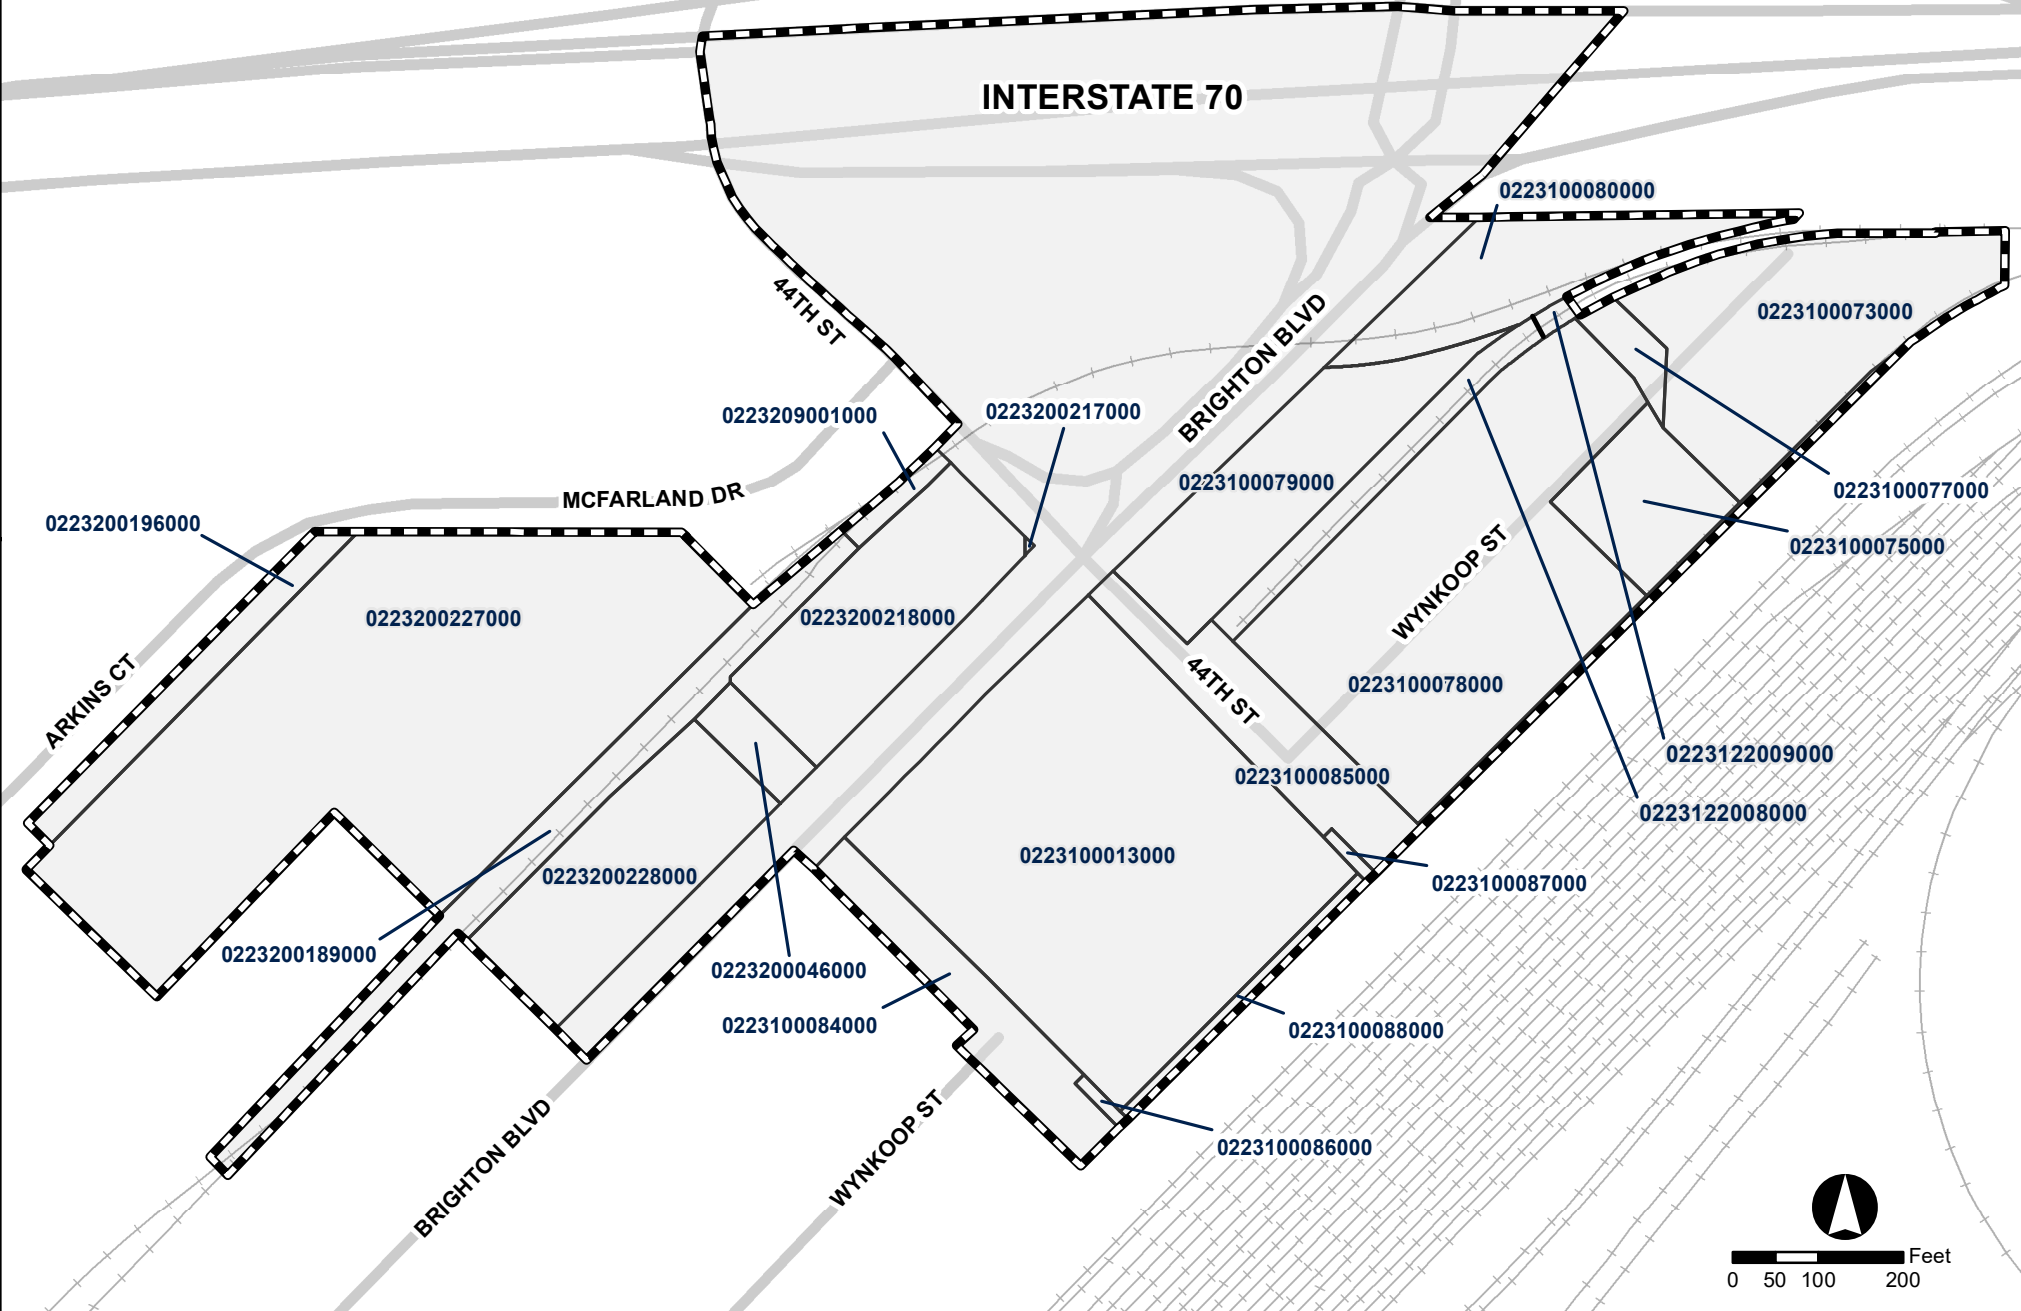 INTERSTATE 70
0223100080000
44TH ST
BRIGHTON BLVD
0223100073000
0223209001000
0223200217000
MCFARLAND DR
0223200196000
0223100079000
0223100077000
0223100075000
WYNKOOP ST
0223200227000
0223200218000
ARKINS CT
44TH ST
0223100078000
0223122009000
0223100085000
0223122008000
0223100013000
0223200228000
0223100087000
0223200189000
0223200046000
0223100084000
0223100088000
BRIGHTON BLVD
WYNKOOP ST
0223100086000
Feet
0 50 100 200